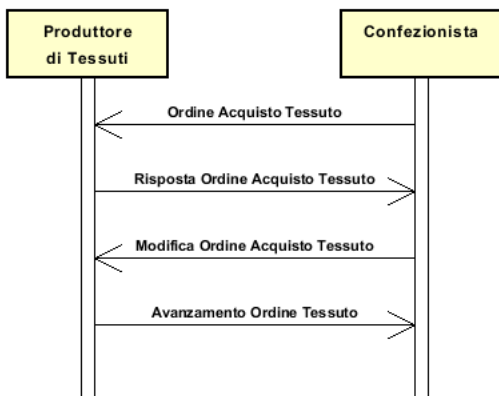 Produttore
di Tessuti
Confezionista
Ordine Acquisto Tessuto
Risposta Ordine Acquisto Tessuto
Modifica Ordine Acquisto Tessuto
Avanzamento Ordine Tessuto